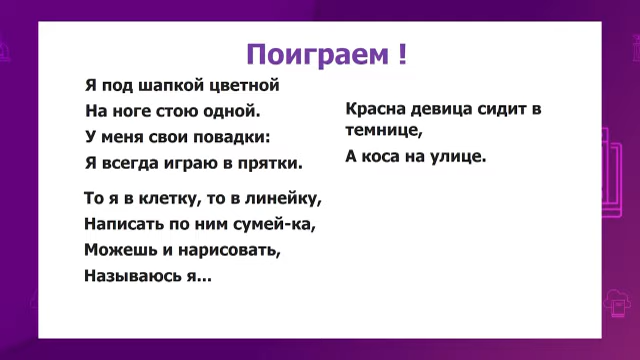 Поиграем !
Я под шапкой цветной
На ноге стою одной.
У меня свои повадки:
Я всегда играю в прятки.
То я в клетку, то в линейку,
Написать по ним сумей-ка,
Можешь и нарисовать,
Называюсь я...
Красна девица сидит в
темнице,
А коса на улице.